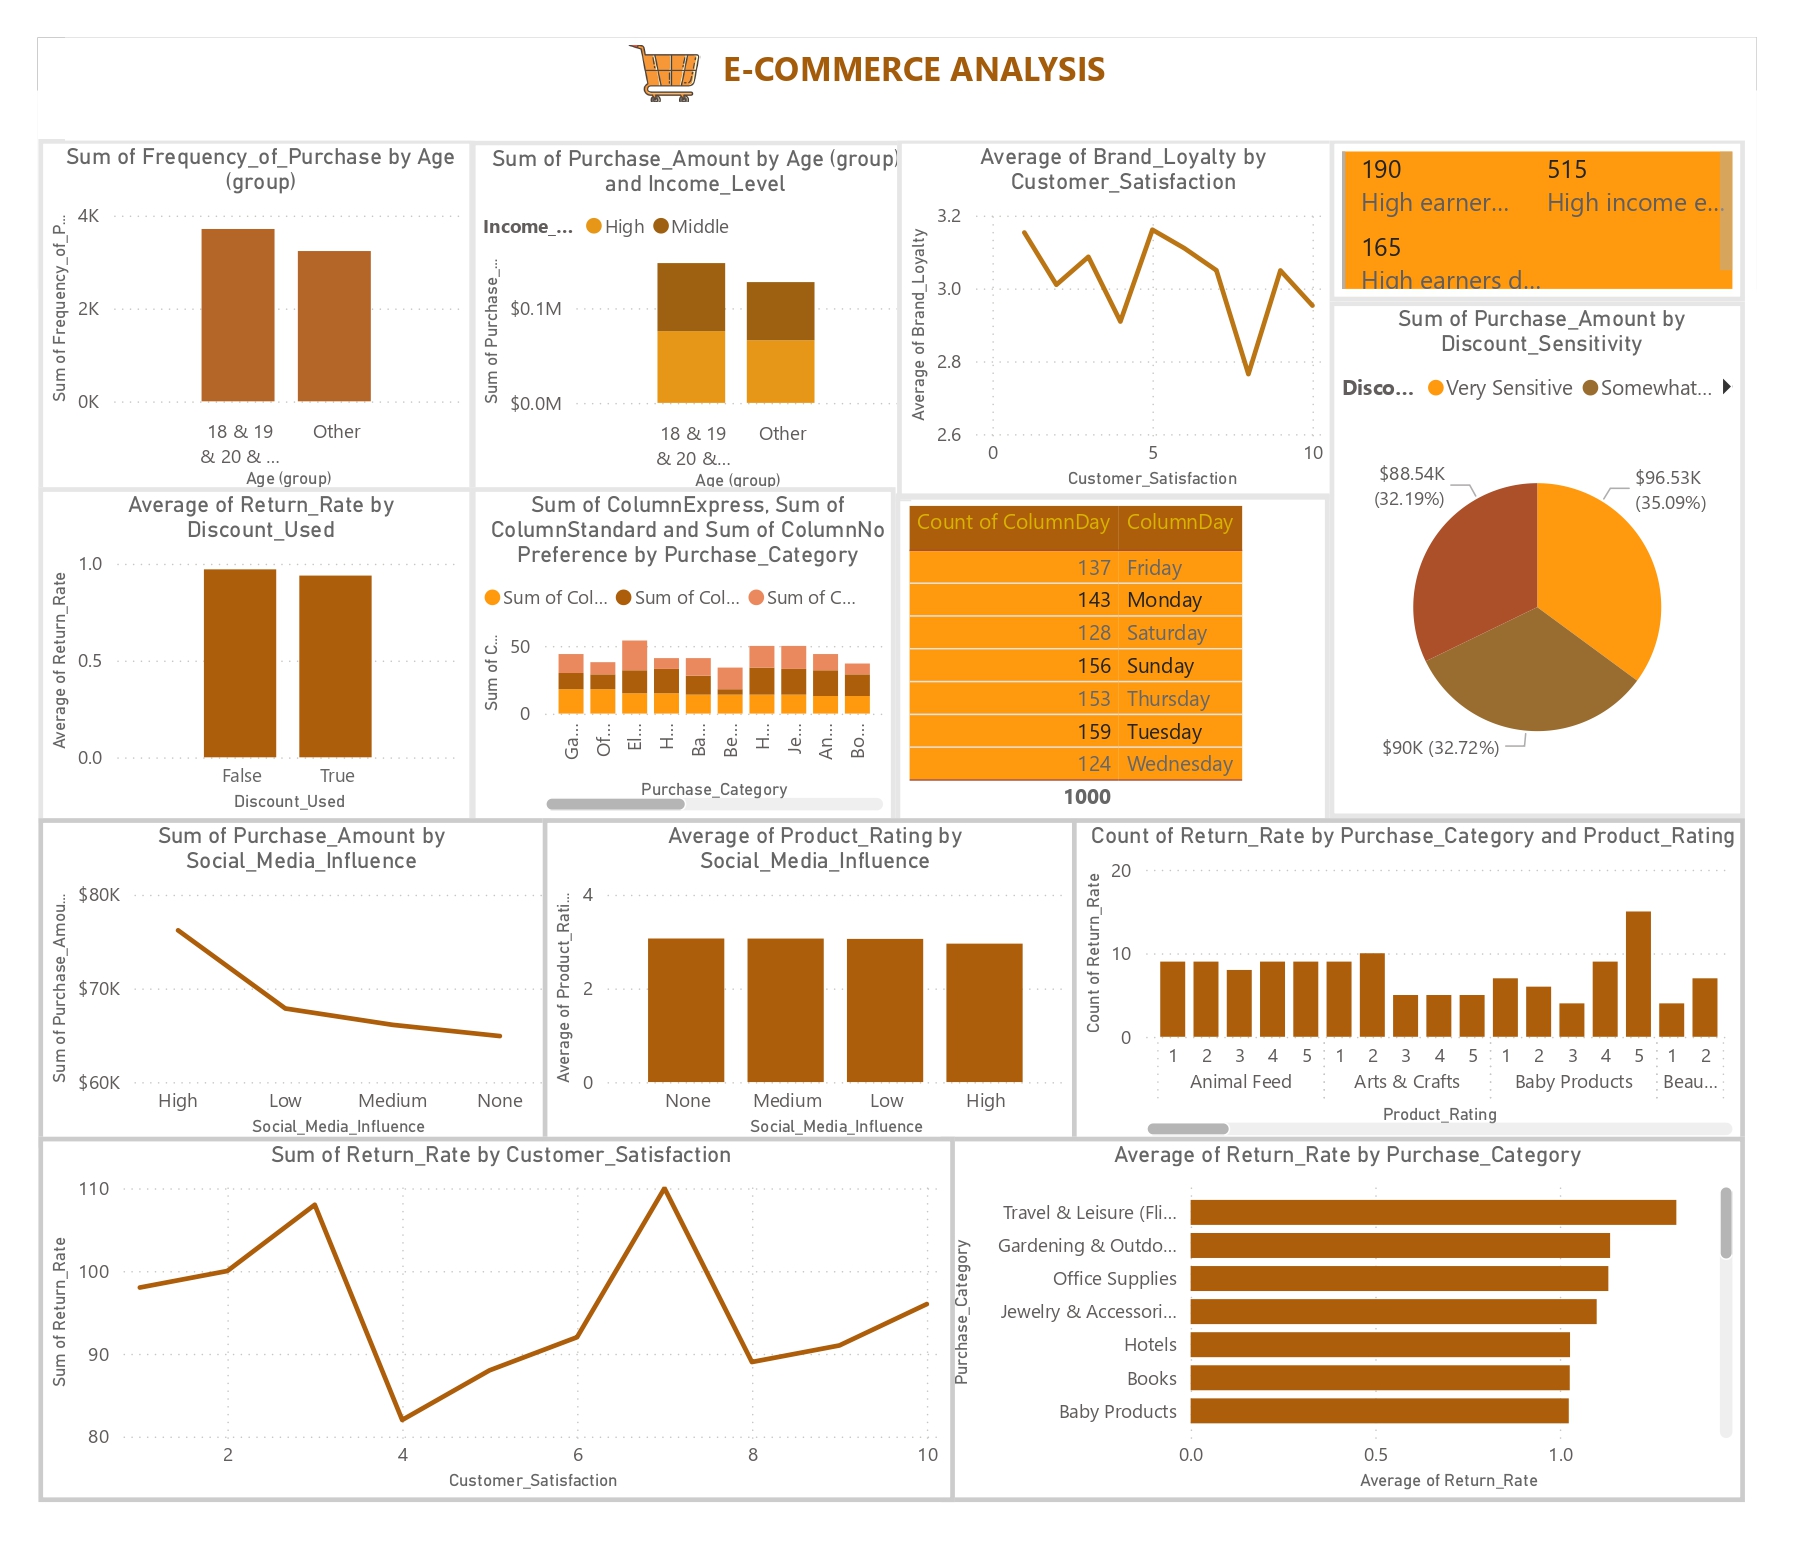 E-COMMERCE ANALYSIS
Sum of Frequency_of_Purchase by Age
(group)
Sum of Frequency_of_P...
4K
2K
0K
18 & 19
& 20 & ...
Other
Age (group)
Sum of Purchase_Amount by Age (group)
and Income_Level
Income_...
High
Middle
Sum of Purchase_...
$0.1M
$0.0M
18 & 19
& 20 &...
Other
Age (group)
Average of Brand_Loyalty by
Customer_Satisfaction
Average of Brand_Loyalty
3.2
3.0
2.8
2.6
0
5
10
Customer_Satisfaction
190
High earner...
515
High income e...
165
High earners d...
Sum of Purchase_Amount by
Discount_Sensitivity
Disco...
Very Sensitive
Somewhat...
$88.54K
(32.19%)
$96.53K
(35.09%)
$90K (32.72%)
Average of Return_Rate by
Discount_Used
Average of Return_Rate
1.0
0.5
0.0
False
True
Discount_Used
Sum of ColumnExpress, Sum of
ColumnStandard and Sum of ColumnNo
Preference by Purchase_Category
Sum of Col...
Sum of Col...
Sum of C...
Sum of C...
50
0
Ga...
Of...
El...
H...
Ba...
Be...
H...
Je...
An...
Bo...
Purchase_Category
Count of ColumnDay ColumnDay
137 Friday
143 Monday
128 Saturday
156 Sunday
153 Thursday
159 Tuesday
124 Wednesday
1000
Sum of Purchase_Amount by
Social_Media_Influence
Sum of Purchase_Amou...
$80K
$70K
$60K
High
Low
Medium
None
Social_Media_Influence
Average of Product_Rating by
Social_Media_Influence
Average of Product_Rati...
4
2
0
None
Medium
Low
High
Social_Media_Influence
Count of Return_Rate by Purchase_Category and Product_Rating
Count of Return_Rate
20
10
0
1 2 3 4 5 1 2 3 4 5 1 2 3 4 5 1 2
Animal Feed
Arts & Crafts
Baby Products
Beau...
Product_Rating
Sum of Return_Rate by Customer_Satisfaction
Sum of Return_Rate
110
100
90
80
2
4
6
8
10
Customer_Satisfaction
Average of Return_Rate by Purchase_Category
Purchase_Category
Travel & Leisure (Fli...
Gardening & Outdo...
Office Supplies
Jewelry & Accessori...
Hotels
Books
Baby Products
0.0
0.5
1.0
Average of Return_Rate